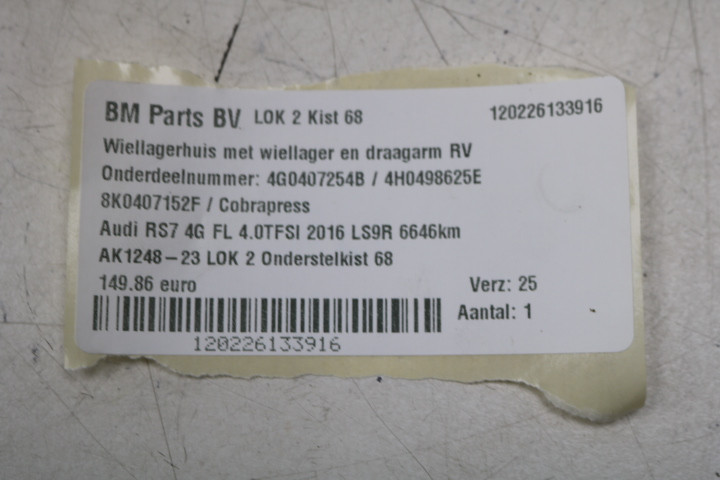 BM Parts BV LOK 2 Kist 68 120226133916
Wiellagerhuis met wiellager en draagarm RV
Onderdeelnummer: 4G0407254B / 4H0498625E
8K0407152F / Cobrapress
Audi RS7 4G FL 4.0TFSI 2016 LS9R 6646km
AK1248-23 LOK 2 Onderstelkist 68
149.86 euro Verz: 25
Aantal: 1
120226133916